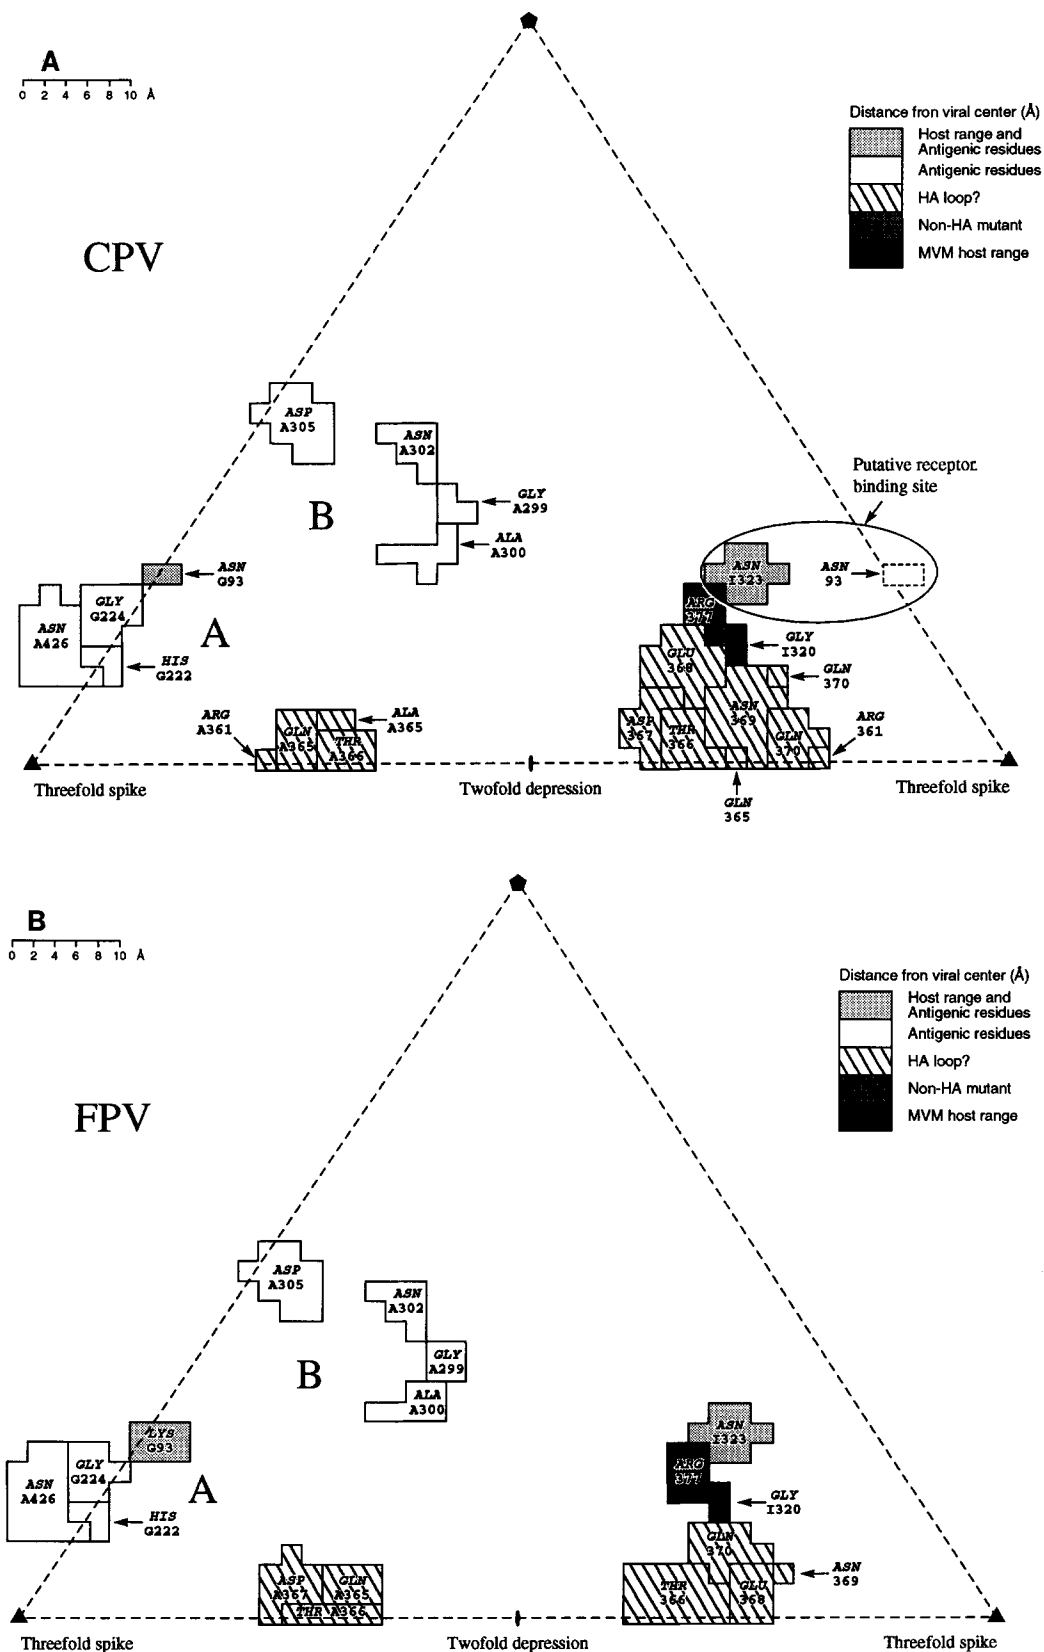 A
0 2 4 6 8 10 Å
CPV
Distance fron viral center (Å)
Host range and
Antigenic residues
Antigenic residues
HA loop?
Non-HA mutant
MVM host range
ASP
A305
ASN
A302
GLY
A299
ALA
A300
B
Putative receptor
binding site
ASN
G93
GLY
G224
ASN
A426
HIS
G222
A
ASN
I323
ASN
93
ARG
377
GLY
I320
GLU
368
GLN
370
ASN
369
ASP
367
THR
366
GLN
370
ARG
361
GLN
365
ARG
A361
GLN
A365
ALA
A365
THR
A366
Threefold spike
Twofold depression
Threefold spike
B
0 2 4 6 8 10 Å
FPV
Distance fron viral center (Å)
Host range and
Antigenic residues
Antigenic residues
HA loop?
Non-HA mutant
MVM host range
ASP
A305
ASN
A302
GLY
A299
ALA
A300
B
LYS
G93
GLY
G224
ASN
A426
HIS
G222
A
ASN
I323
ARG
377
GLY
I320
GLN
370
ASN
369
THR
366
GLU
368
ASP
A367
GLN
A365
THR A366
Threefold spike
Twofold depression
Threefold spike